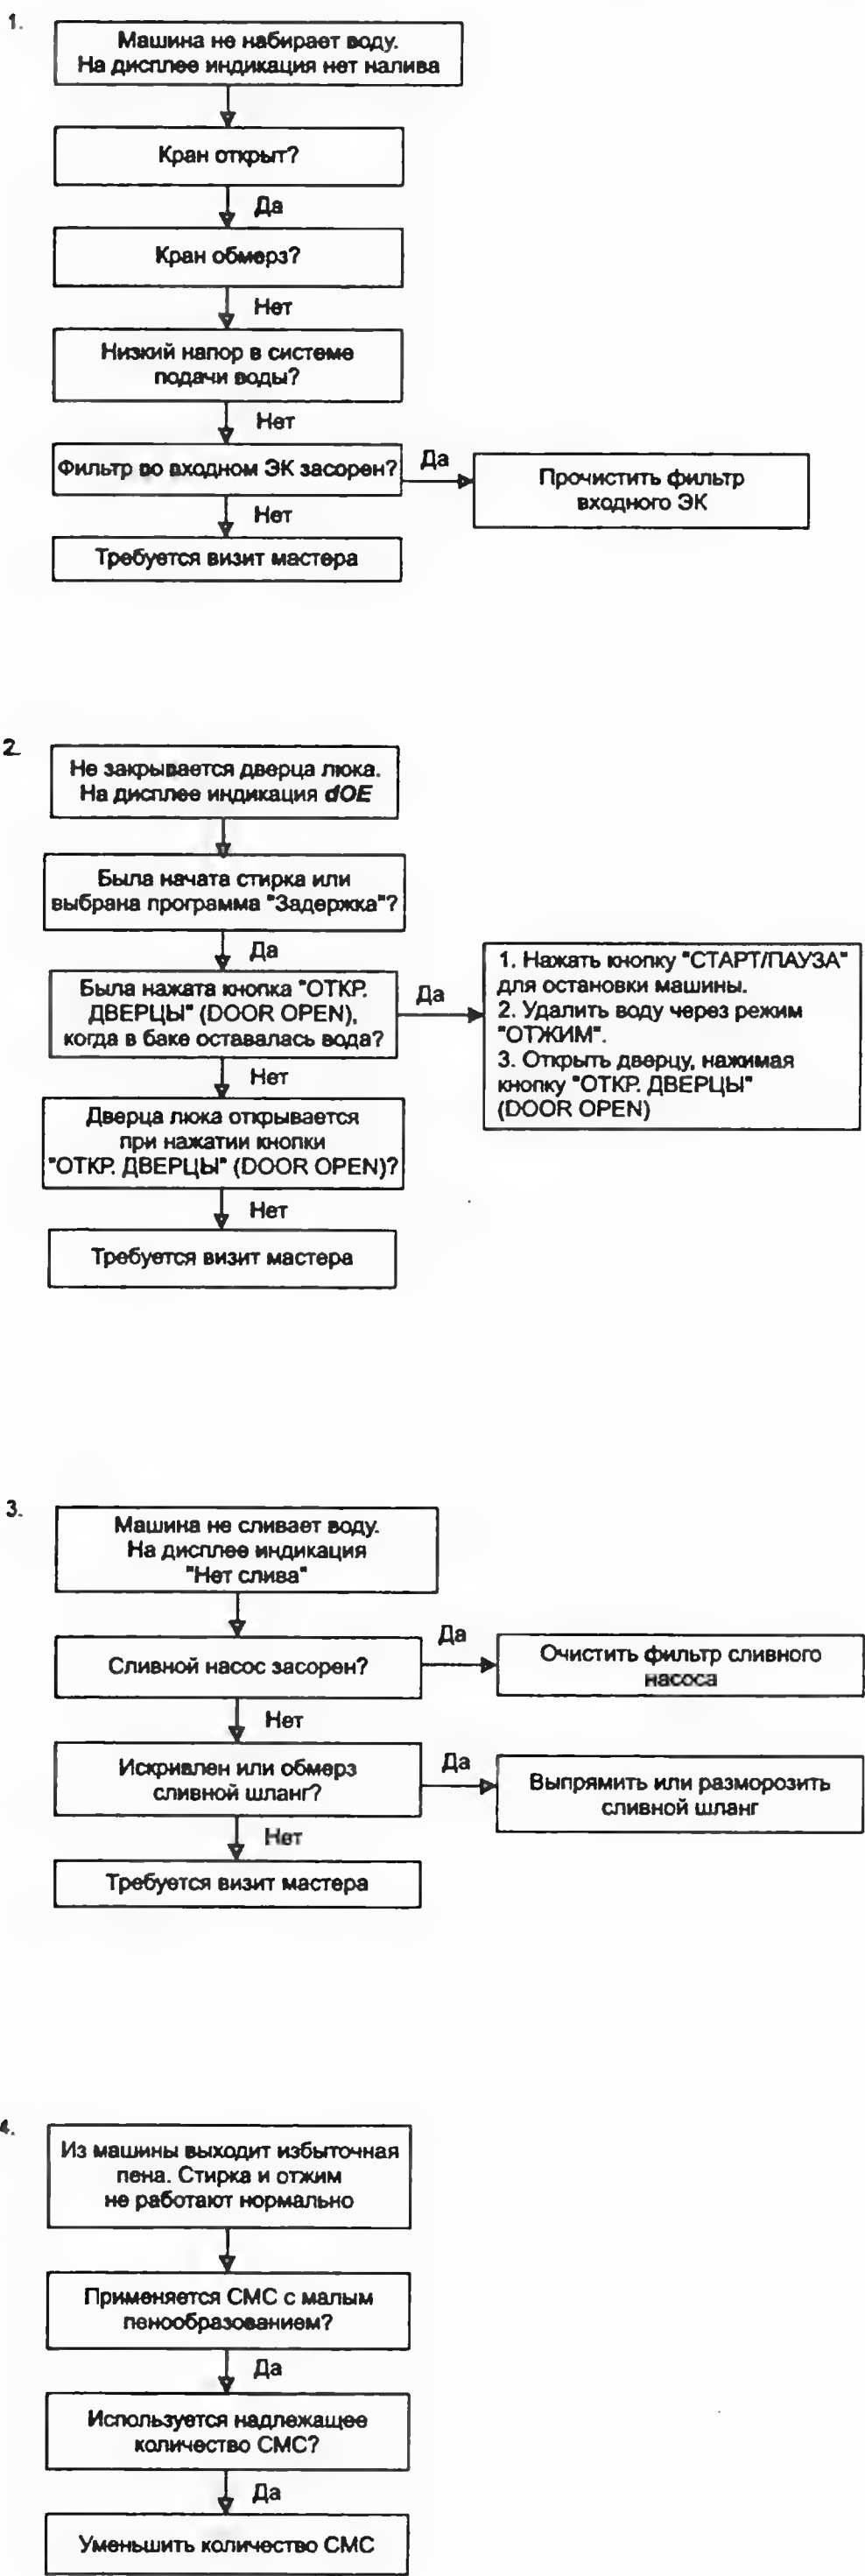 1.
Машина не набирает воду.
На дисплее индикация нет налива
Кран открыт?
Да
Кран обмерз?
Нет
Низкий напор в системе
подачи воды?
Нет
Фильтр во входном ЭК засорен?
Да
Прочистить фильтр
входного ЭК
Нет
Требуется визит мастера
2
Не закрывается дверца люка.
На дисплее индикация dOE
Была начата стирка или
выбрана программа "Задержка"?
Да
Была нажата кнопка "ОТКР.
ДВЕРЦЫ" (DOOR OPEN),
когда в баке оставалась вода?
Да
1. Нажать кнопку "СТАРТ/ПАУЗА"
для остановки машины.
2. Удалить воду через режим
"ОТЖИМ".
3. Открыть дверцу, нажимая
кнопку "ОТКР. ДВЕРЦЫ"
(DOOR OPEN)
Нет
Дверца люка открывается
при нажатии кнопки
"ОТКР. ДВЕРЦЫ" (DOOR OPEN)?
Нет
Требуется визит мастера
3.
Машина не сливает воду.
На дисплее индикация
"Нет слива"
Сливной насос засорен?
Да
Очистить фильтр сливного
насоса
Нет
Искривлен или обмерз
сливной шланг?
Да
Выпрямить или разморозить
сливной шланг
Нет
Требуется визит мастера
4.
Из машины выходит избыточная
пена. Стирка и отжим
не работают нормально
Применяется СМС с малым
пенообразованием?
Да
Используется надлежащее
количество СМС?
Да
Уменьшить количество СМС